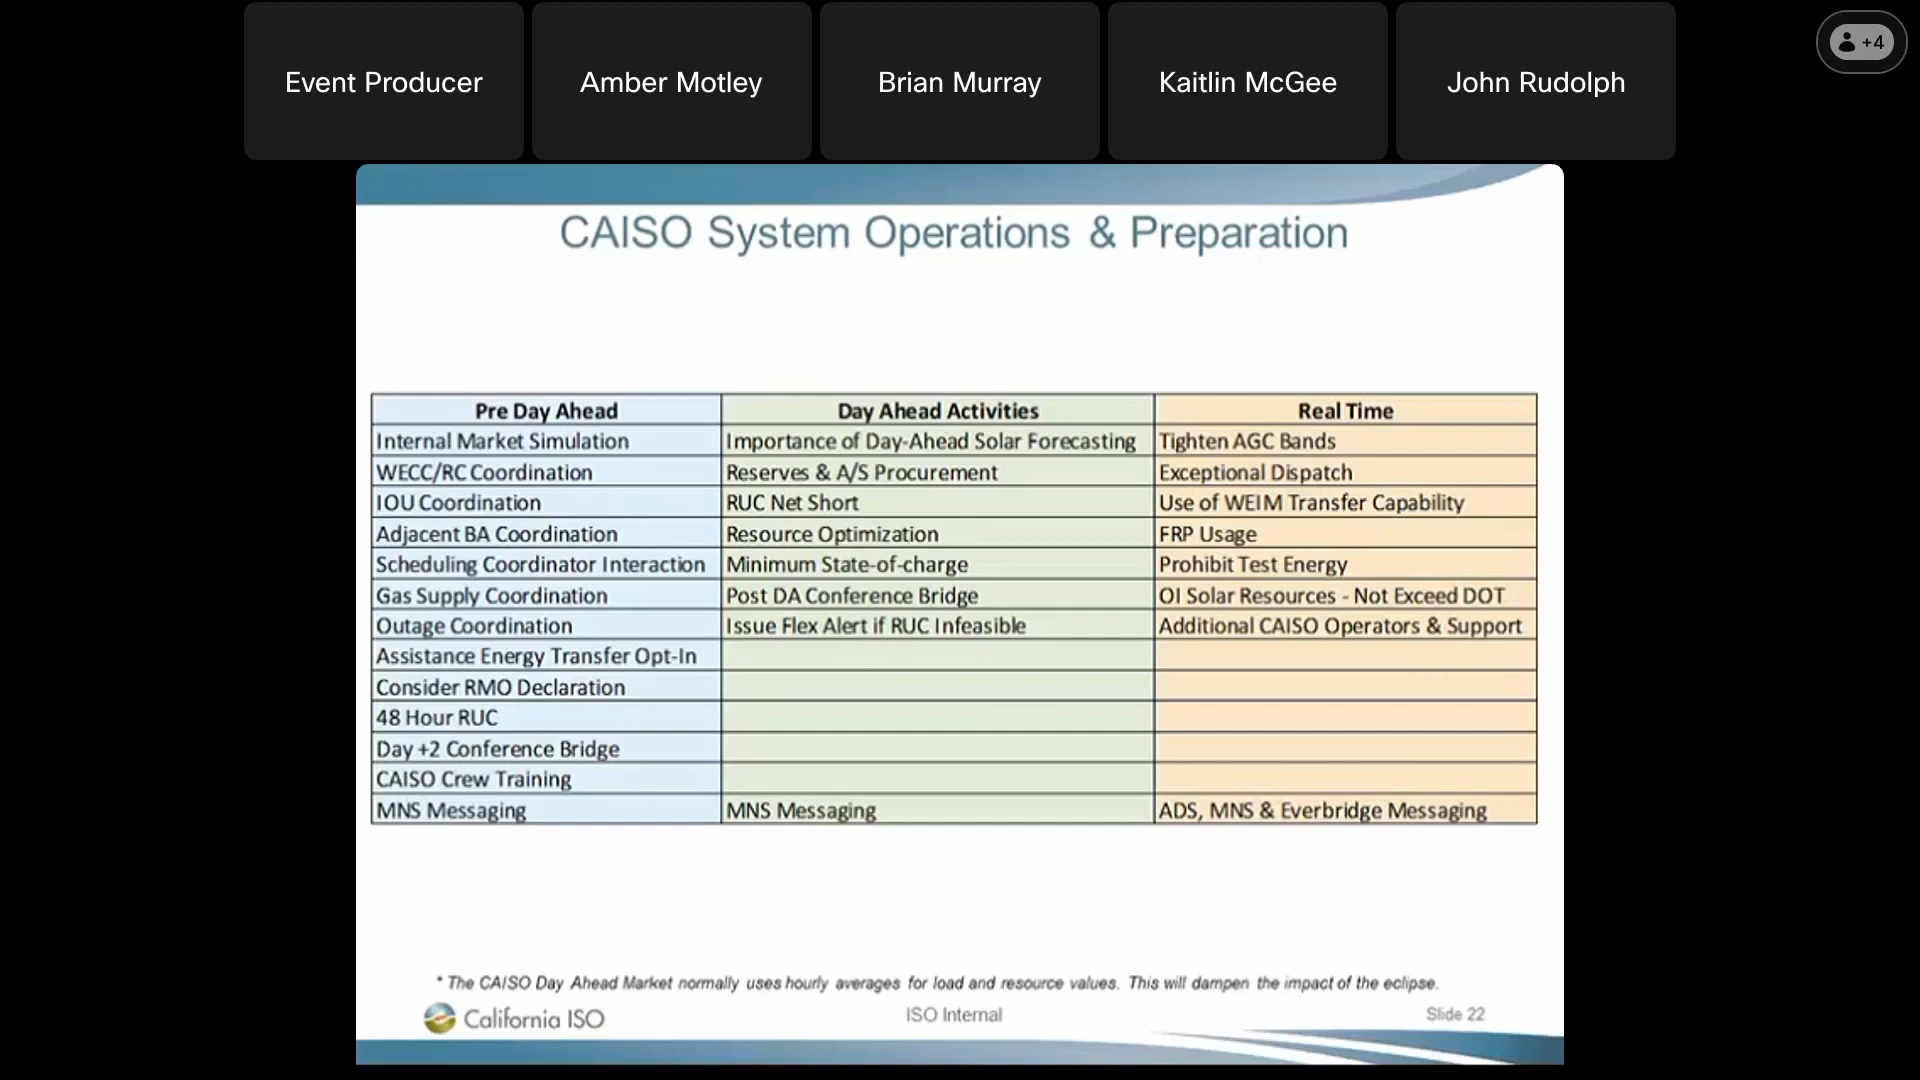 Event Producer
Amber Motley
Brian Murray
Kaitlin McGee
John Rudolph
+4
CAISO System Operations & Preparation
Pre Day Ahead
Day Ahead Activities
Real Time
Internal Market Simulation
Importance of Day-Ahead Solar Forecasting
Tighten AGC Bands
WECC/RC Coordination
Reserves & A/S Procurement
Exceptional Dispatch
IOU Coordination
RUC Net Short
Use of WEIM Transfer Capability
Adjacent BA Coordination
Resource Optimization
FRP Usage
Scheduling Coordinator Interaction
Minimum State-of-charge
Prohibit Test Energy
Gas Supply Coordination
Post DA Conference Bridge
OI Solar Resources - Not Exceed DOT
Outage Coordination
Issue Flex Alert if RUC Infeasible
Additional CAISO Operators & Support
Assistance Energy Transfer Opt-In
Consider RMO Declaration
48 Hour RUC
Day +2 Conference Bridge
CAISO Crew Training
MNS Messaging
MNS Messaging
ADS, MNS & Everbridge Messaging
* The CAISO Day Ahead Market normally uses hourly averages for load and resource values. This will dampen the impact of the eclipse.
California ISO
ISO Internal
Slide 22